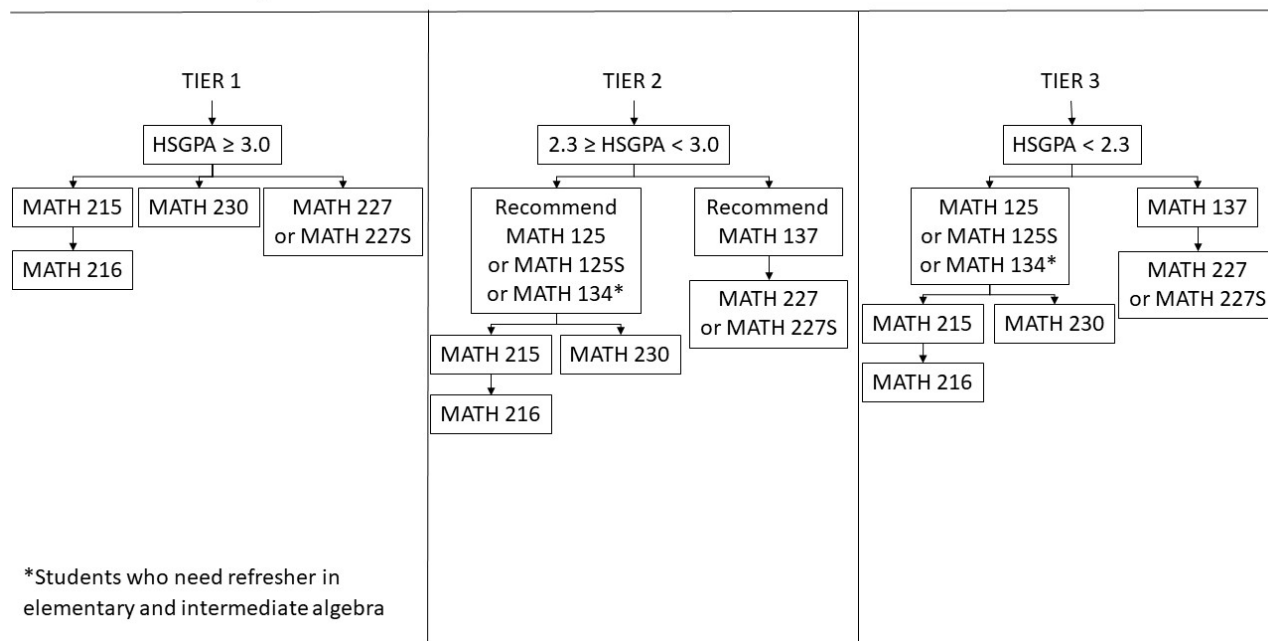 TIER 1
HSGPA ≥ 3.0
MATH 215
MATH 216
MATH 230
MATH 227
or MATH 227S
*Students who need refresher in
elementary and intermediate algebra
TIER 2
2.3 ≥ HSGPA < 3.0
Recommend
MATH 125
or MATH 125S
or MATH 134*
MATH 215
MATH 216
MATH 230
Recommend
MATH 137
MATH 227
or MATH 227S
TIER 3
HSGPA < 2.3
MATH 125
or MATH 125S
or MATH 134*
MATH 215
MATH 216
MATH 230
MATH 137
MATH 227
or MATH 227S